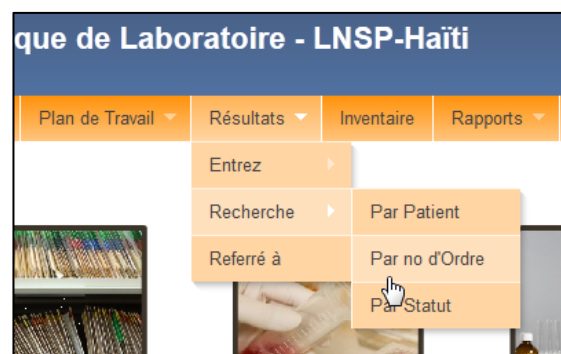 que de Laboratoire - LNSP-Haïti
Plan de Travail Résultats Inventaire Rapports
Entrez
Recherche Par Patient
Referré à Par no d'Ordre
Par Statut